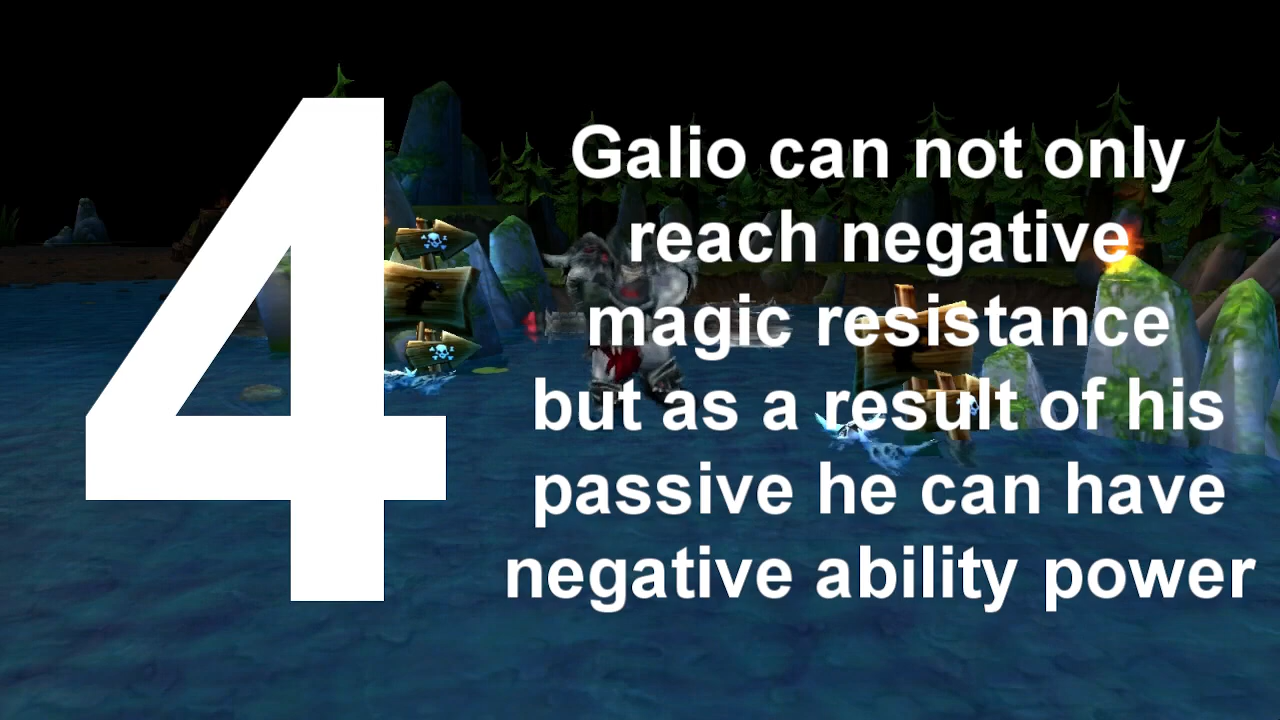 4
Galio can not only
reach negative
magic resistance
but as a result of his
passive he can have
negative ability power